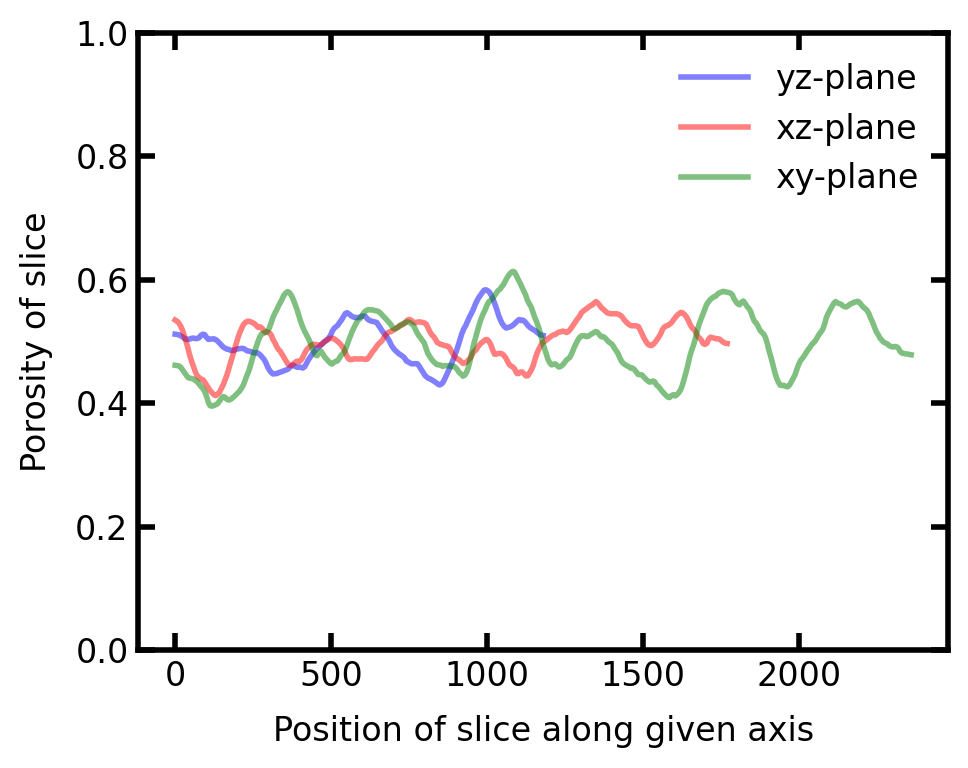 1.0
0.8
0.6
0.4
0.2
0.0
Porosity of slice
yz-plane
xz-plane
xy-plane
0 500 1000 1500 2000
Position of slice along given axis